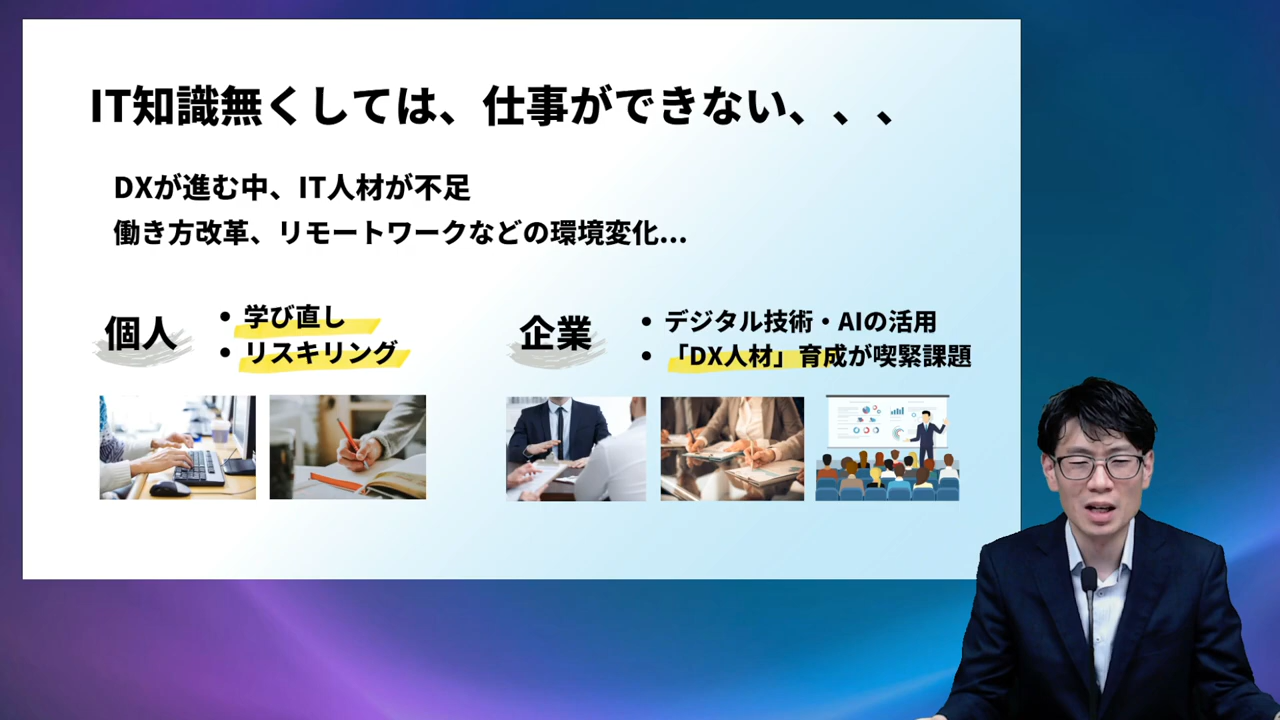 IT知識無くしては、仕事ができない、、、
DXが進む中、IT人材が不足
働き方改革、リモートワークなどの環境変化...
個人
• 学び直し
• リスキリング
企業
• デジタル技術・AIの活用
• 「DX人材」育成が喫緊課題